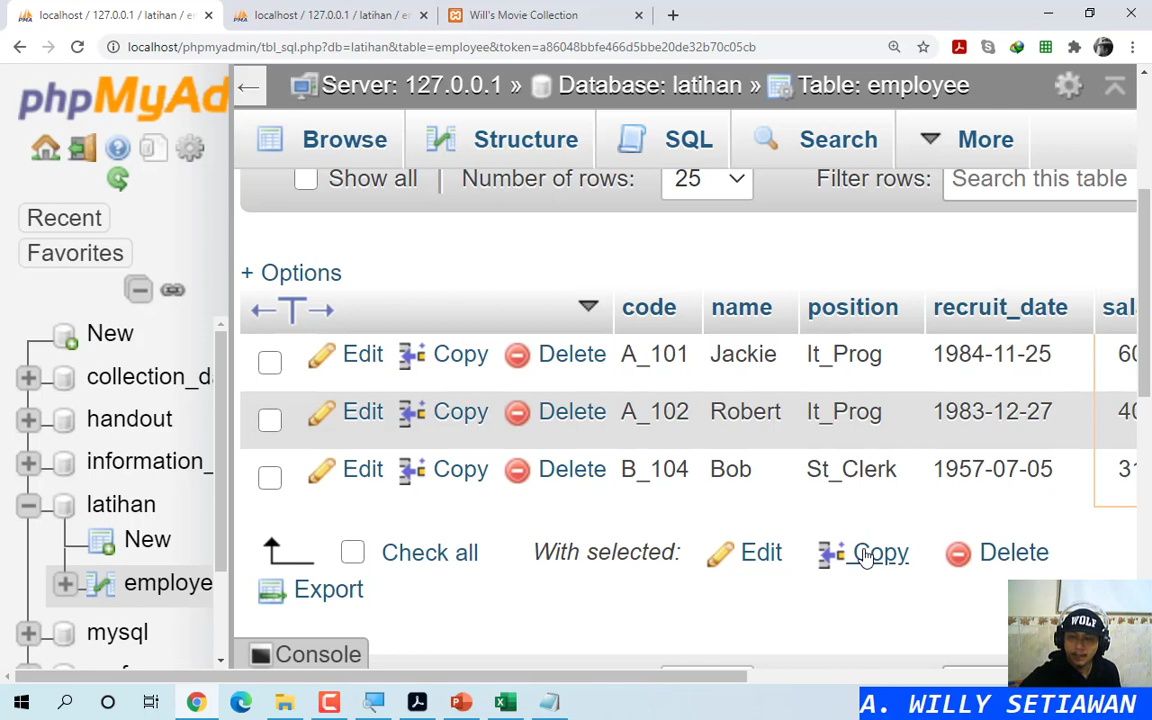 localhost / 127.0.0.1 / latihan / e
localhost / 127.0.0.1 / latihan / e
Will's Movie Collection
localhost/phpmyadmin/tbl_sql.php?db=latihan&table=employee&token=a86048bbfe466d5bbe20de32b70c05cb
phpMyAd
Server: 127.0.0.1 » Database: latihan » Table: employee
Browse Structure SQL Search More
Show all Number of rows: 25 Filter rows: Search this table
Recent
Favorites
New
collection_d
handout
information_
latihan
New
employe
mysql
+ Options
←T→ code name position recruit_date sal
Edit Copy Delete A_101 Jackie It_Prog 1984-11-25 60
Edit Copy Delete A_102 Robert It_Prog 1983-12-27 40
Edit Copy Delete B_104 Bob St_Clerk 1957-07-05 31
Check all With selected: Edit Copy Delete
Export
Console
WOLF
A. WILLY SETIAWAN